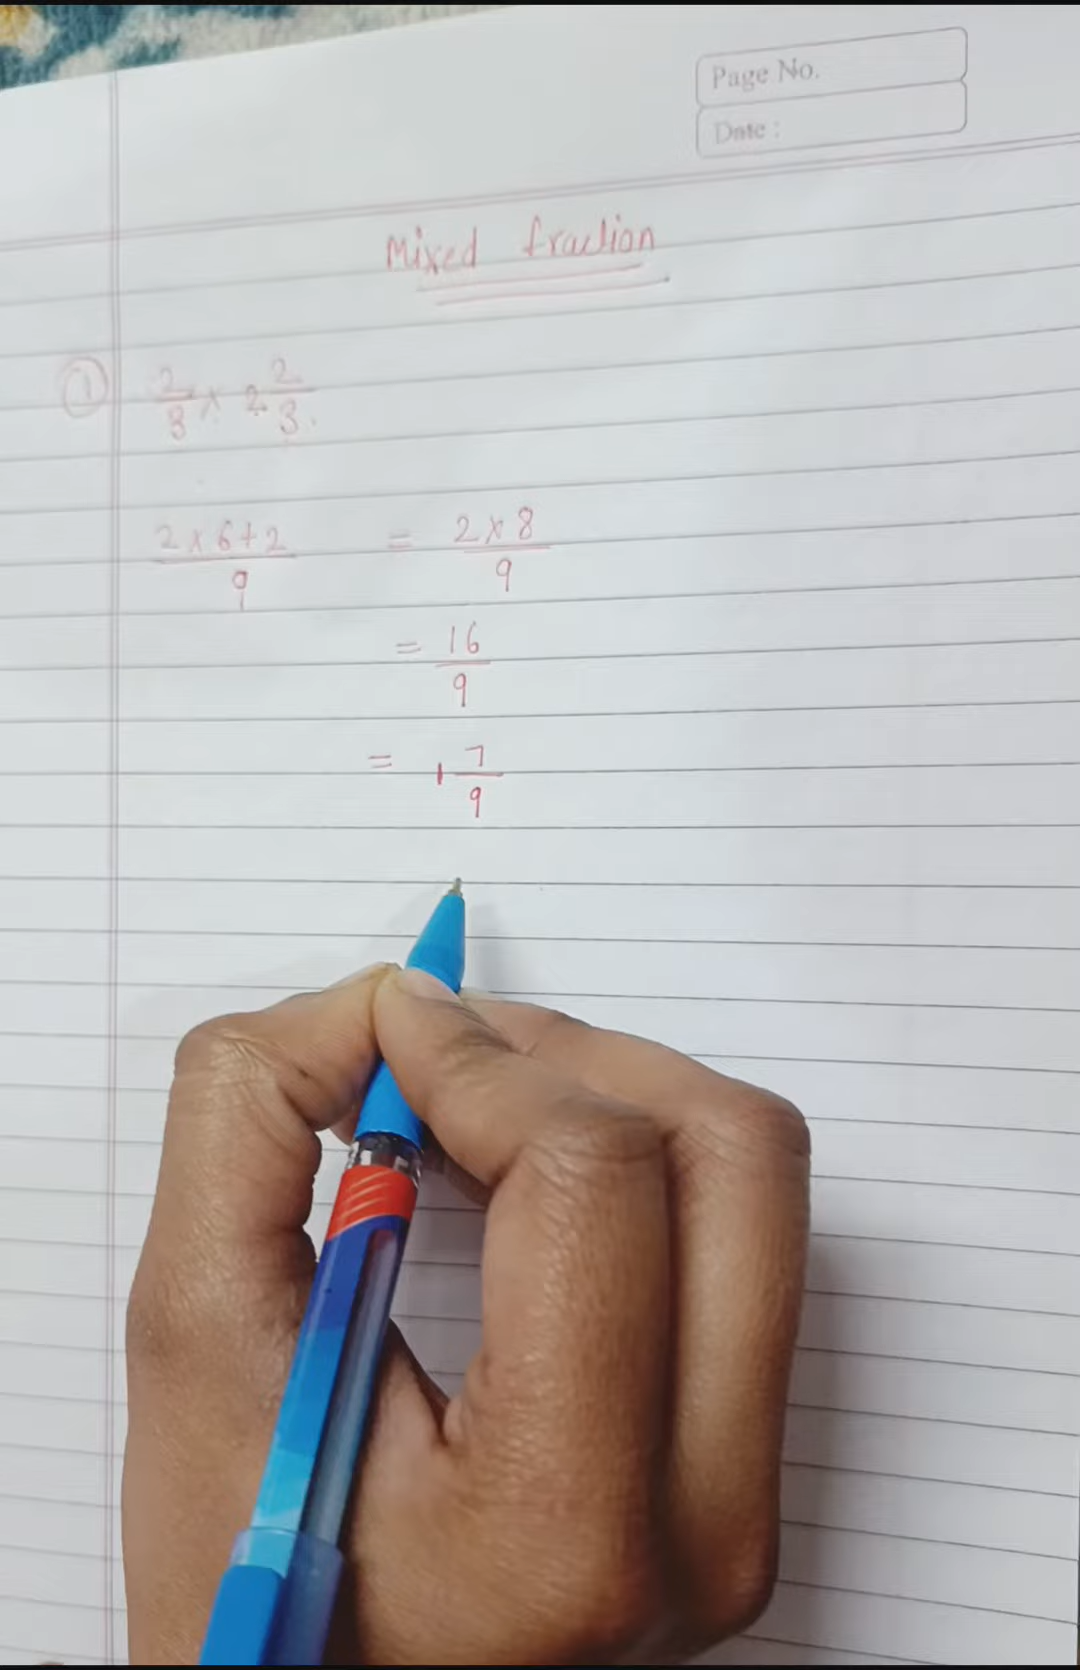 Page No.
Date :
Mixed fraction
① 2/3 x 2 2/3.
2 x 6 + 2 / 9 = 2 x 8 / 9
= 16/9
= 1 7/9